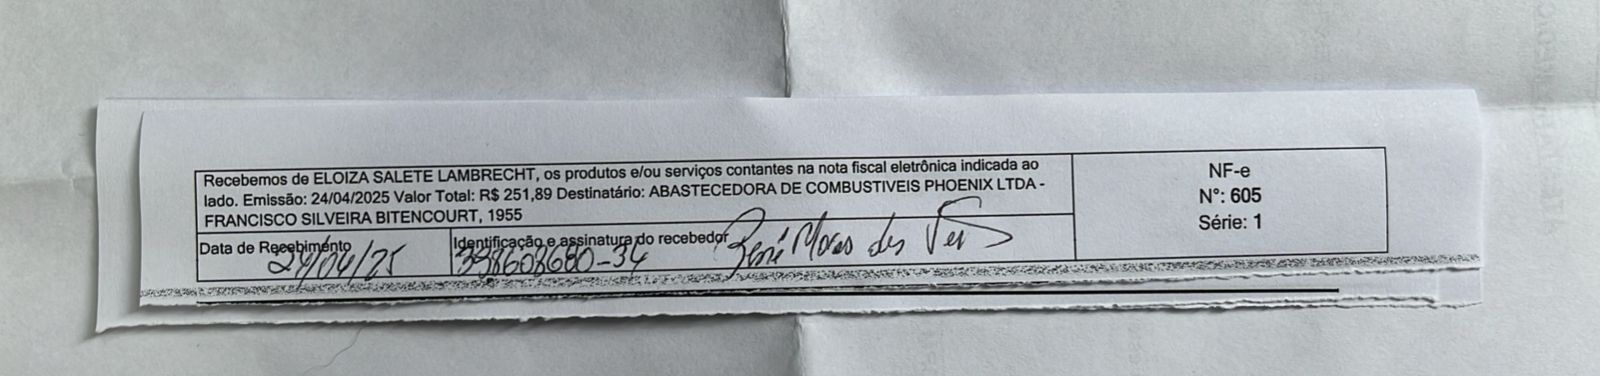 Recebemos de ELOIZA SALETE LAMBRECHT, os produtos e/ou serviços contantes na nota fiscal eletrônica indicada ao
lado. Emissão: 24/04/2025 Valor Total: R$ 251,89 Destinatário: ABASTECEDORA DE COMBUSTIVEIS PHOENIX LTDA -
FRANCISCO SILVEIRA BITENCOURT, 1955
NF-e
N°: 605
Série: 1
Data de Recebimento
24/04/25
Identificação e assinatura do recebedor
338608680-34